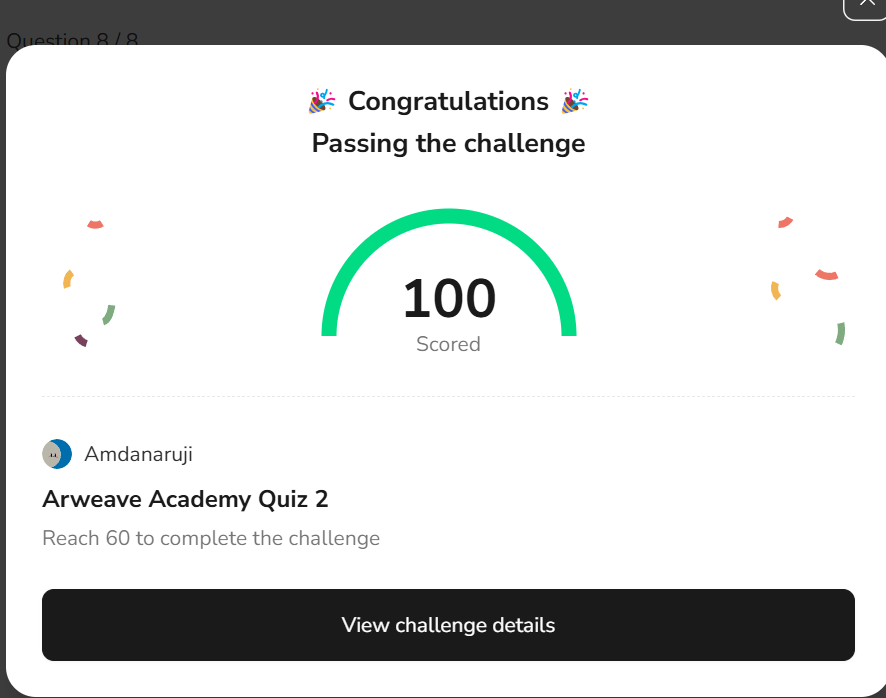 Question 8 / 8
🎉 Congratulations 🎉
Passing the challenge
100
Scored
Amdanaruji
Arweave Academy Quiz 2
Reach 60 to complete the challenge
View challenge details